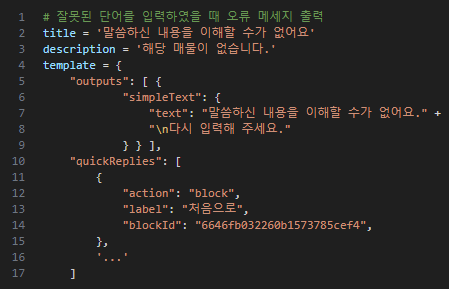 1 # 잘못된 단어를 입력하였을 때 오류 메세지 출력
2 title = '말씀하신 내용을 이해할 수가 없어요'
3 description = '해당 매물이 없습니다.'
4 template = {
5 "outputs": [ {
6 "simpleText": {
7 "text": "말씀하신 내용을 이해할 수가 없어요." +
8 "\n다시 입력해 주세요."
9 } } ],
10 "quickReplies": [
11 {
12 "action": "block",
13 "label": "처음으로",
14 "blockId": "6646fb032260b1573785cef4",
15 },
16 '...'
17 ]